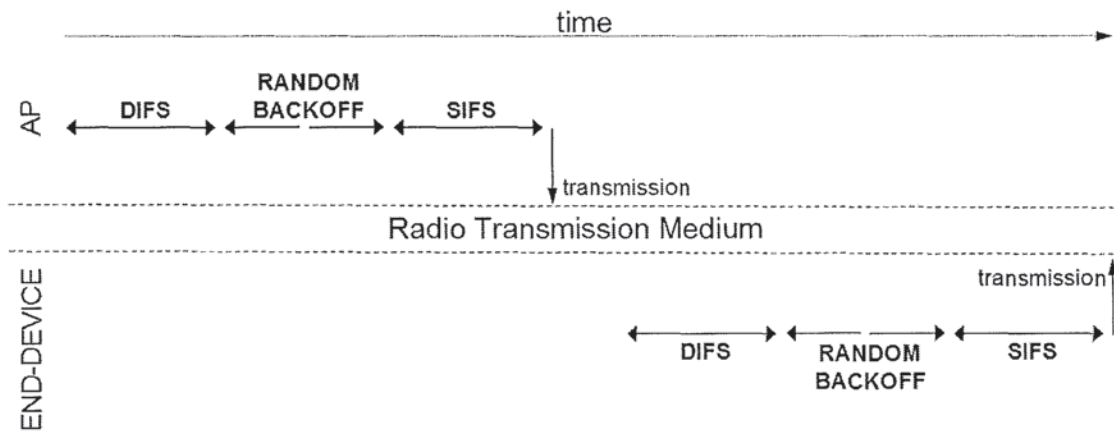 time
AP
DIFS
RANDOM
BACKOFF
SIFS
transmission
Radio Transmission Medium
END-DEVICE
transmission
DIFS
RANDOM
BACKOFF
SIFS